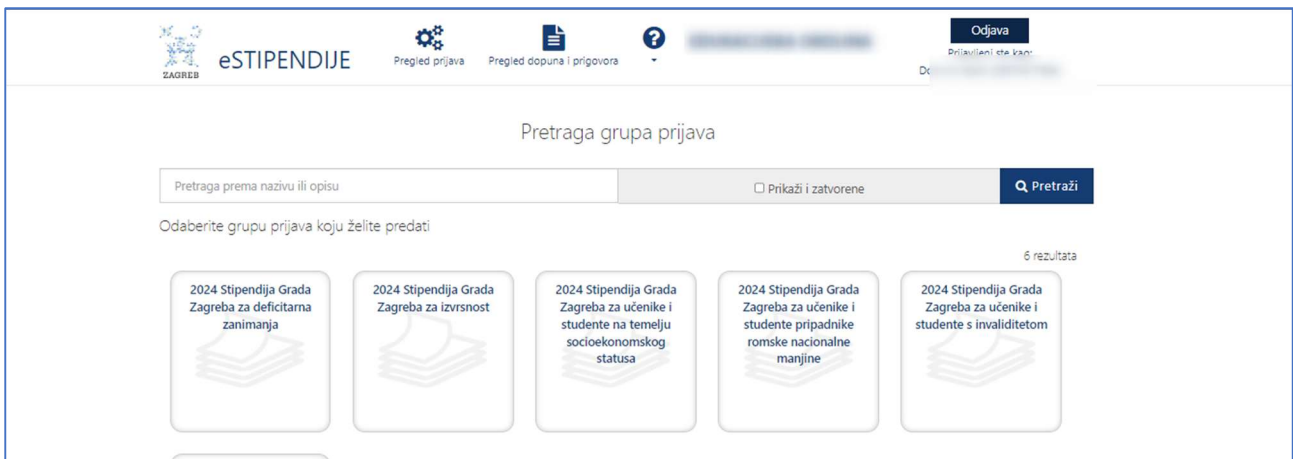 ZAGREB
eSTIPENDIJE
Pregled prijava
Pregled dopuna i prigovora
Odjava
Prijavljeni ste kao:
Pretraga grupa prijava
Pretraga prema nazivu ili opisu
Prikaži i zatvorene
Pretraži
Odaberite grupu prijava koju želite predati
6 rezultata
2024 Stipendija Grada
Zagreba za deficitarna
zanimanja
2024 Stipendija Grada
Zagreba za izvrsnost
2024 Stipendija Grada
Zagreba za učenike i
studente na temelju
socioekonomskog
statusa
2024 Stipendija Grada
Zagreba za učenike i
studente pripadnike
romske nacionalne
manjine
2024 Stipendija Grada
Zagreba za učenike i
studente s invaliditetom